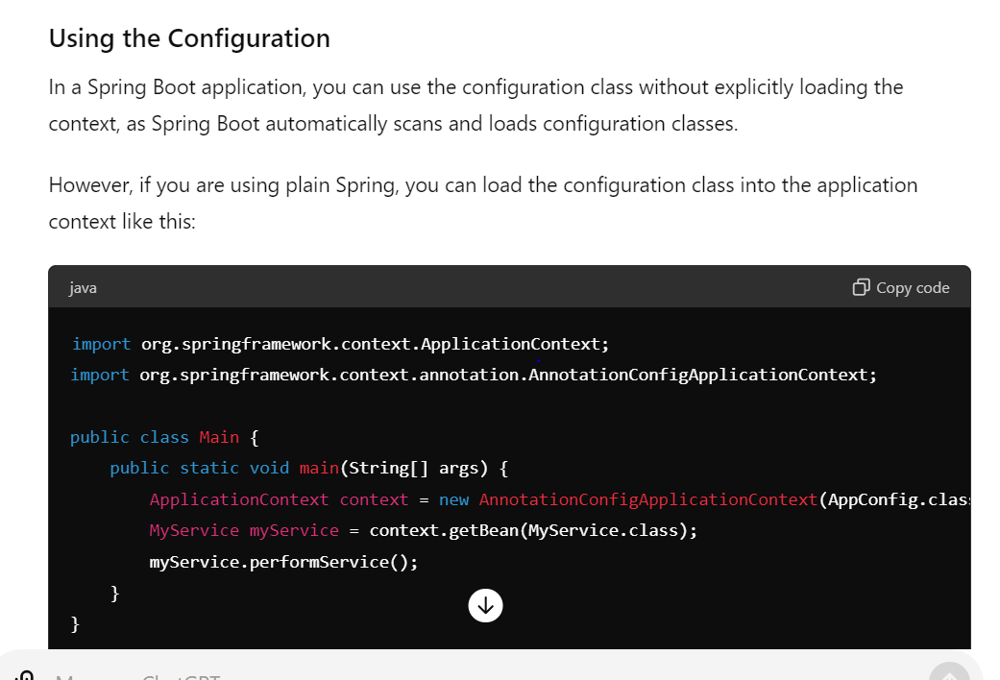 Using the Configuration
In a Spring Boot application, you can use the configuration class without explicitly loading the
context, as Spring Boot automatically scans and loads configuration classes.
However, if you are using plain Spring, you can load the configuration class into the application
context like this:
java Copy code
import org.springframework.context.ApplicationContext;
import org.springframework.context.annotation.AnnotationConfigApplicationContext;
public class Main {
    public static void main(String[] args) {
        ApplicationContext context = new AnnotationConfigApplicationContext(AppConfig.clas
        MyService myService = context.getBean(MyService.class);
        myService.performService();
    }
}
ChatGPT